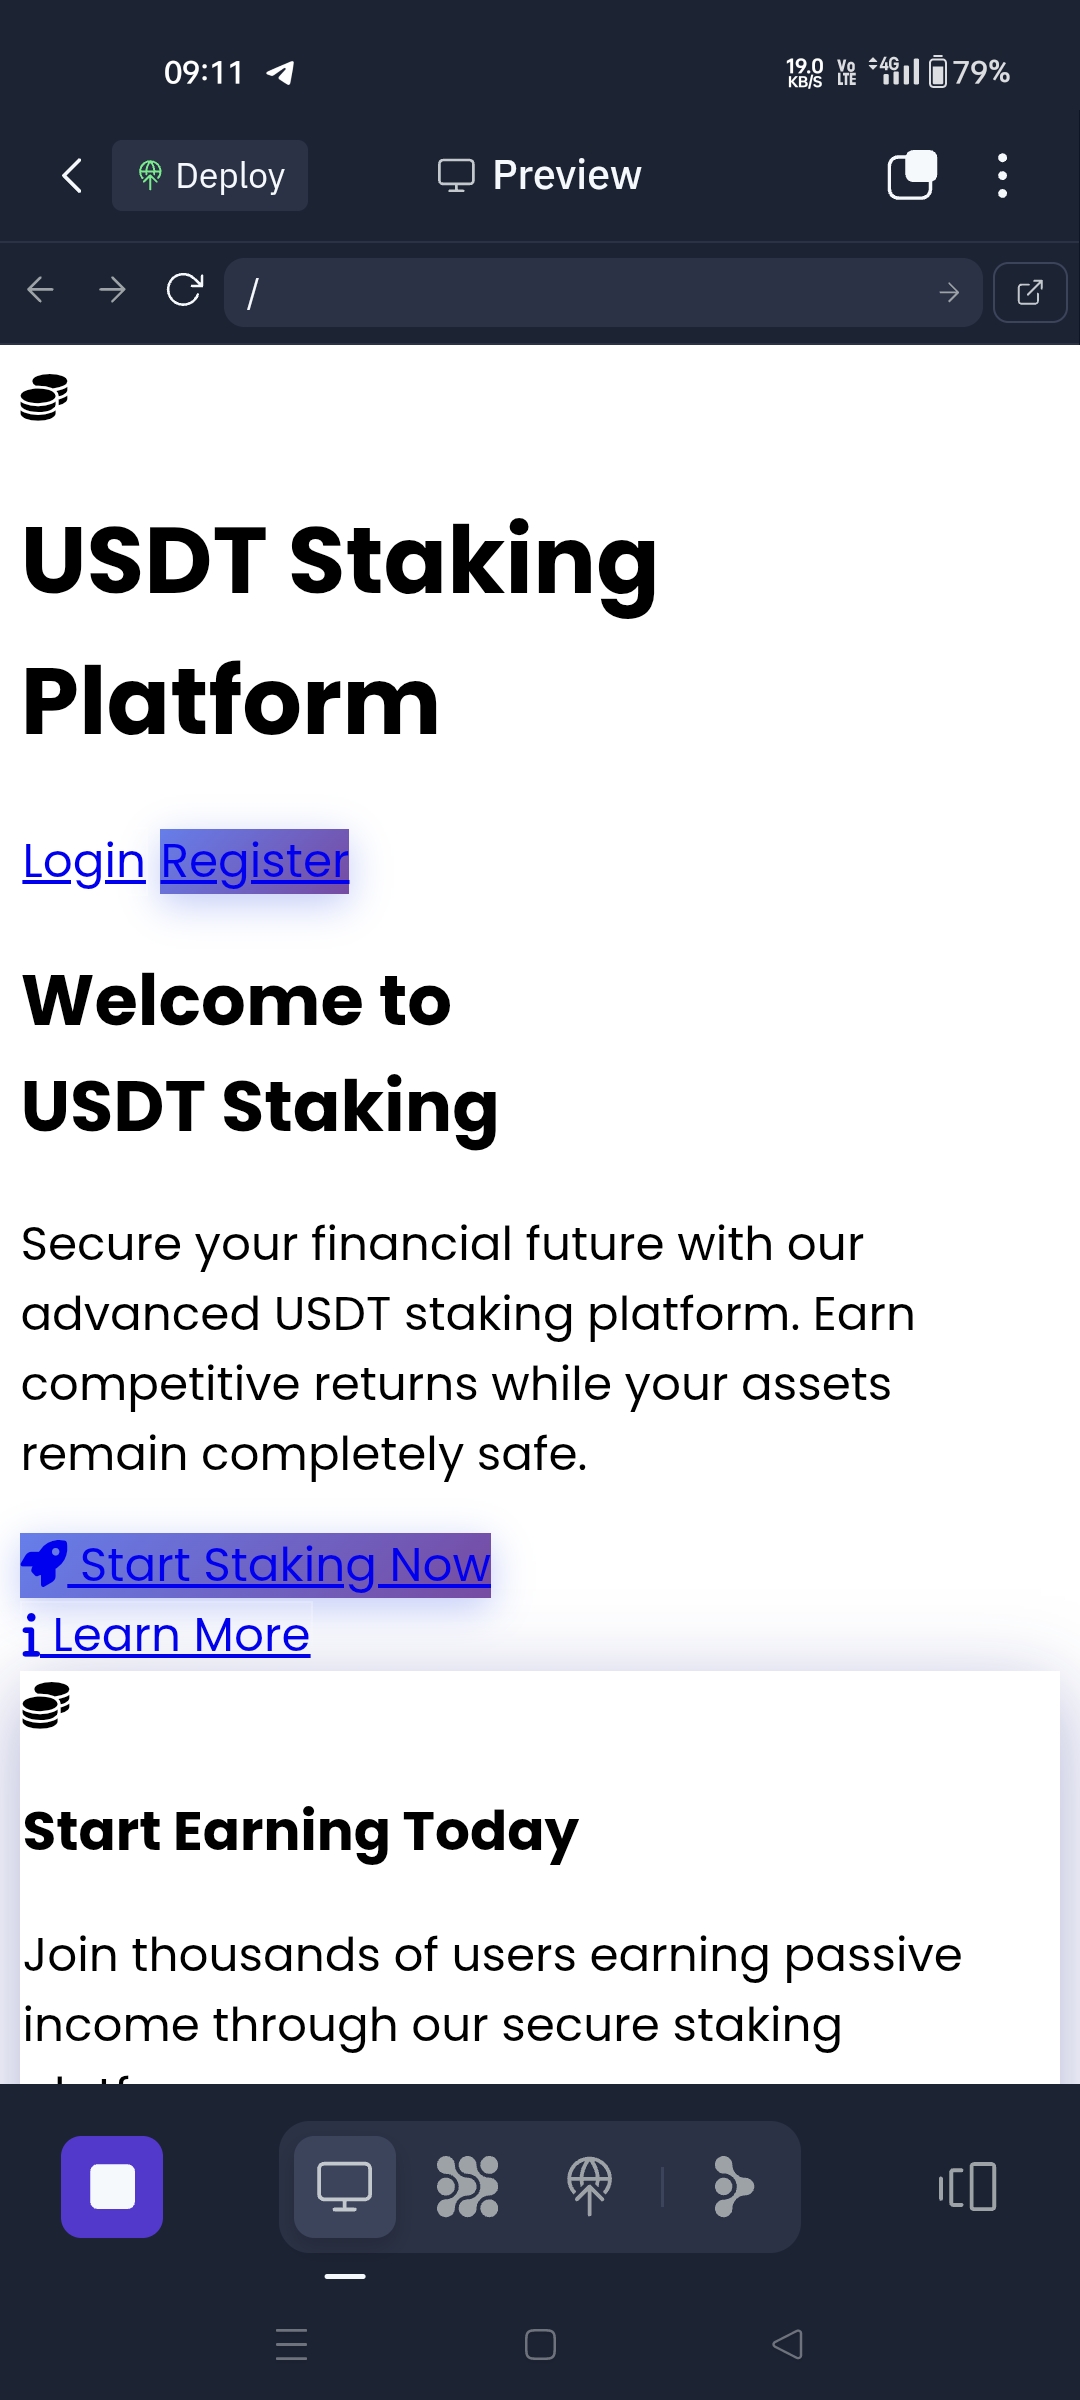 09:11
19.0 KB/S Vo LTE 4G 79%
Deploy
Preview
/
USDT Staking
Platform
Login Register
Welcome to
USDT Staking
Secure your financial future with our
advanced USDT staking platform. Earn
competitive returns while your assets
remain completely safe.
Start Staking Now
Learn More
Start Earning Today
Join thousands of users earning passive
income through our secure staking